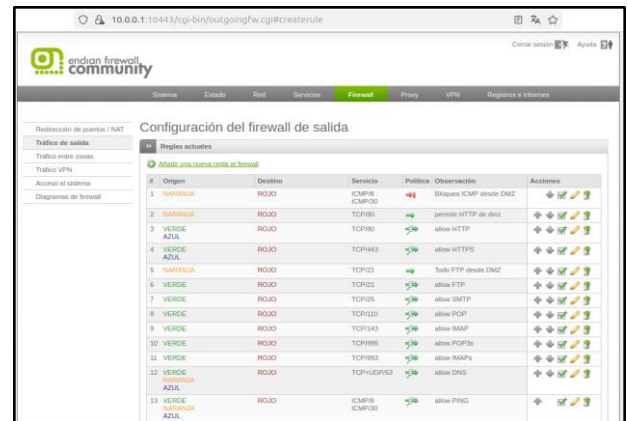 10.0.0.1:10443/cgi-bin/outgoingfw.cgi#createrule
Cerrar sesión Ayuda
endian firewall
community
Sistema Estado Red Servicios Firewall Proxy VPN Registros e informes
Redirección de puertos / NAT
Tráfico de salida
Tráfico entre zonas
Tráfico VPN
Acceso al sistema
Diagramas de firewall
Configuración del firewall de salida
» Reglas actuales
Añade una nueva regla al firewall
# Origen Destino Servicio Política Observación Acciones
1 NARANJA ROJO ICMP/8 Bloquea ICMP desde DMZ
ICMP/30
2 NARANJA ROJO TCP/80 permitir HTTP de dmz
3 VERDE ROJO TCP/80 allow HTTP
AZUL
4 VERDE ROJO TCP/443 allow HTTPS
AZUL
5 NARANJA ROJO TCP/21 Todo FTP desde DMZ
6 VERDE ROJO TCP/21 allow FTP
7 VERDE ROJO TCP/25 allow SMTP
8 VERDE ROJO TCP/110 allow POP
9 VERDE ROJO TCP/143 allow IMAP
10 VERDE ROJO TCP/995 allow POP3s
11 VERDE ROJO TCP/993 allow IMAPs
12 VERDE ROJO TCP+UDP/53 allow DNS
NARANJA
AZUL
13 VERDE ROJO ICMP/8 allow PING
NARANJA ICMP/30
AZUL